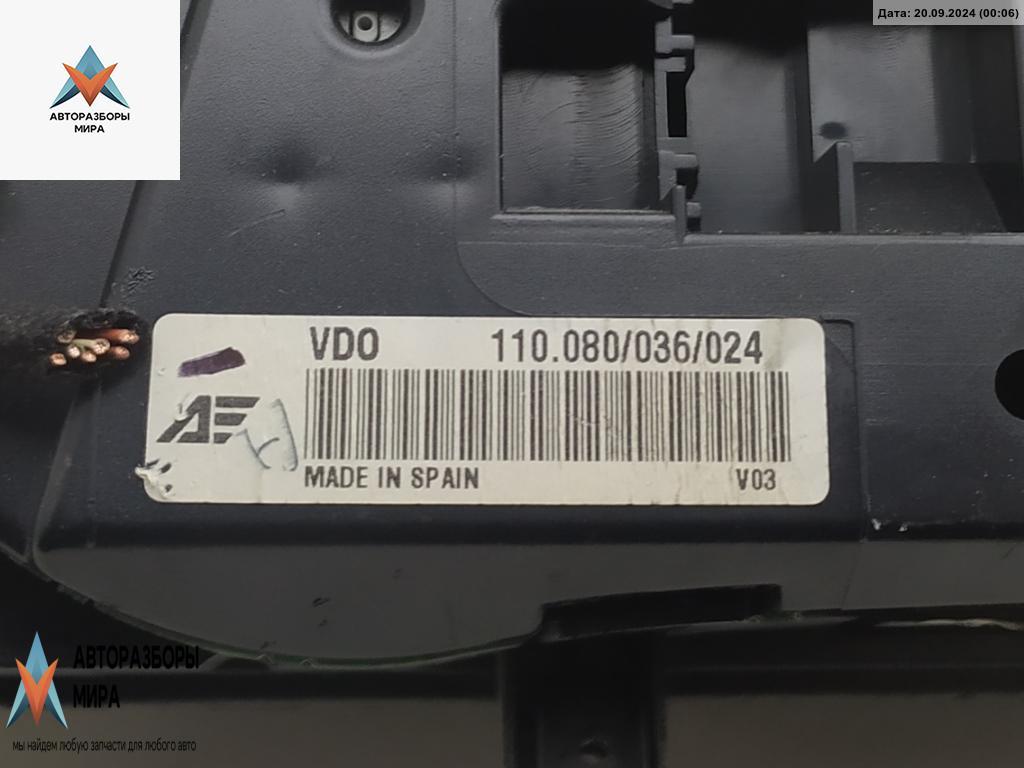 Дата: 20.09.2024 (00:06)
АВТОРАЗБОРЫ
МИРА
VDO 110.080/036/024
MADE IN SPAIN V03
АВТОРАЗБОРЫ
МИРА
мы найдем любую запчасти для любого авто